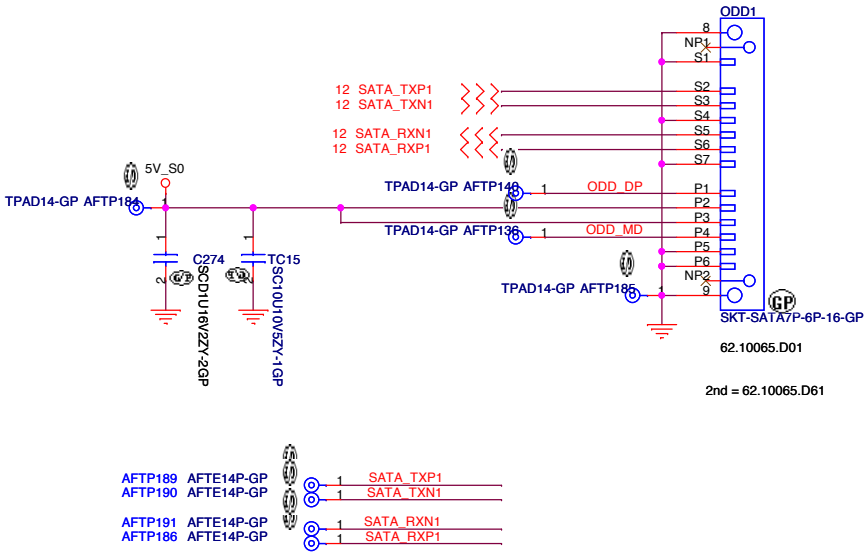 ODD1
8
NP1
S1
12 SATA_TXP1 S2
12 SATA_TXN1 S3
S4
12 SATA_RXN1 S5
12 SATA_RXP1 S6
S7
5V_S0
TPAD14-GP AFTP140 1 ODD_DP P1
TPAD14-GP AFTP184 1 P2
P3
TPAD14-GP AFTP136 1 ODD_MD P4
P5
P6
1 1
C274 TC15
2 2
SCD1U16V2ZY-2GP
SC10U10V5ZY-1GP
NP2
TPAD14-GP AFTP185 1 9
GP
SKT-SATA7P-6P-16-GP
62.10065.D01
2nd = 62.10065.D61
AFTP189 AFTE14P-GP 1 SATA_TXP1
AFTP190 AFTE14P-GP 1 SATA_TXN1
AFTP191 AFTE14P-GP 1 SATA_RXN1
AFTP186 AFTE14P-GP 1 SATA_RXP1